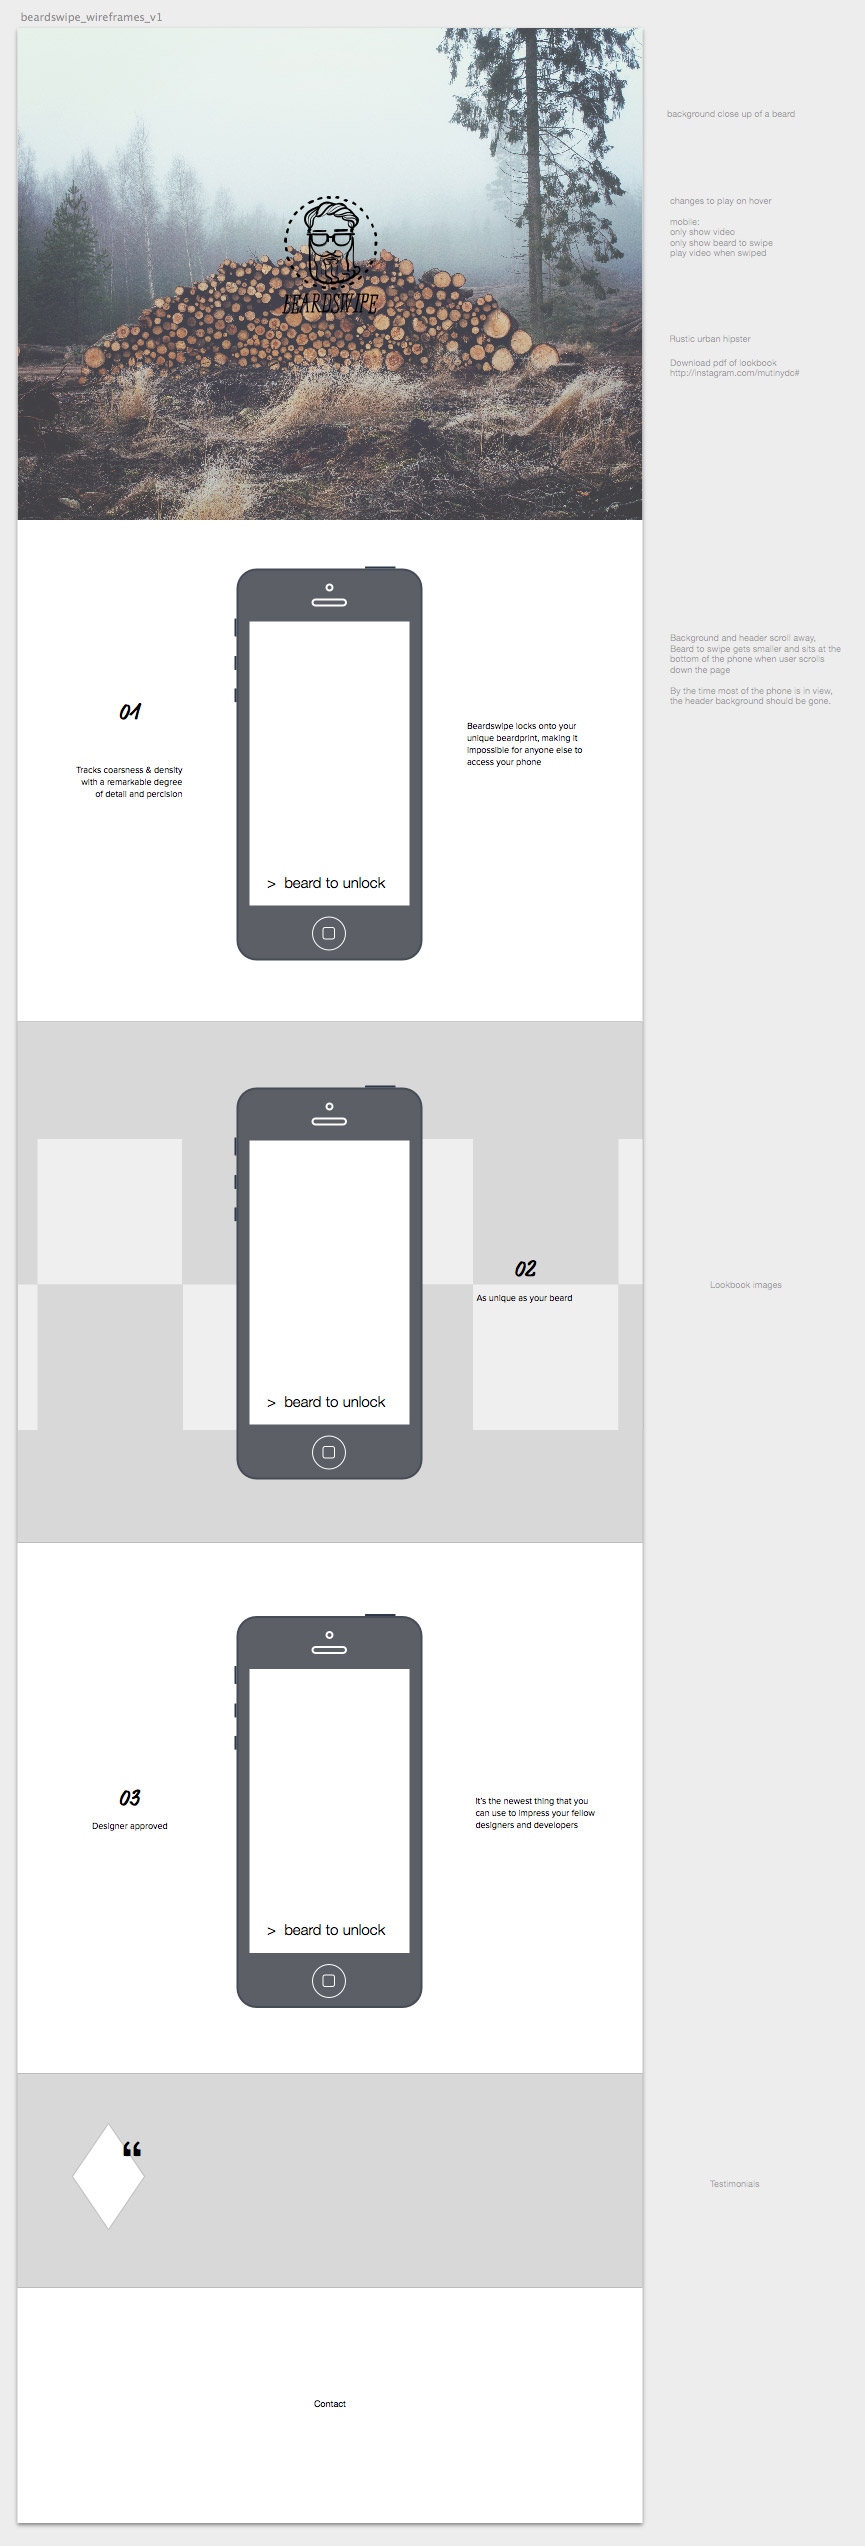 beardswipe_wireframes_v1
background close up of a beard
changes to play on hover
mobile:
only show video
only show beard to swipe
play video when swiped
BEARDSWIPE
Rustic urban hipster
Download pdf of lookbook
http://instagram.com/mutinydc#
Background and header scroll away,
Beard to swipe gets smaller and sits at the
bottom of the phone when user scrolls
down the page
By the time most of the phone is in view,
the header background should be gone.
01
Tracks coarsness & density
with a remarkable degree
of detail and percision
Beardswipe locks onto your
unique beardprint, making it
impossible for anyone else to
access your phone
> beard to unlock
02
As unique as your beard
Lookbook images
> beard to unlock
03
Designer approved
It's the newest thing that you
can use to impress your fellow
designers and developers
> beard to unlock
“
Testimonials
Contact